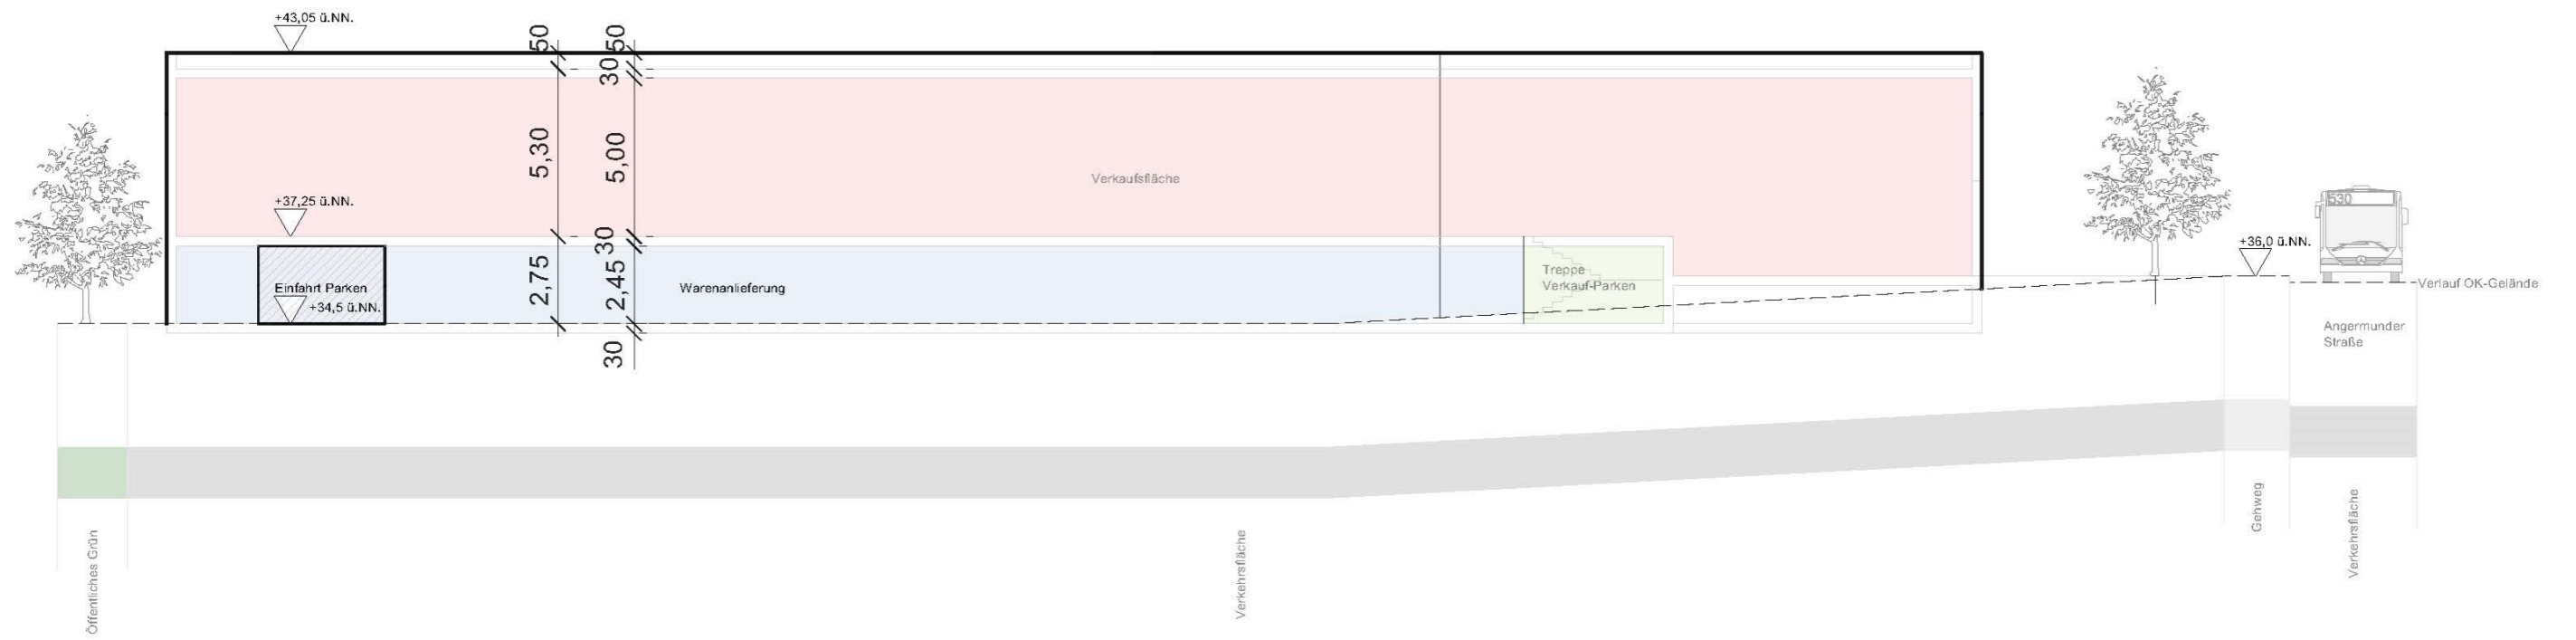 +43,05 ü.NN.
50
50
30
5,30
5,00
Verkaufsfläche
+37,25 ü.NN.
30
2,75
2,45
Einfahrt Parken
+34,5 ü.NN.
Warenanlieferung
Treppe
Verkauf-Parken
530
+36,0 ü.NN.
Verlauf OK-Gelände
Angermunder
Straße
30
Öffentliches Grün
Verkehrsfläche
Gehweg
Verkehrsfläche